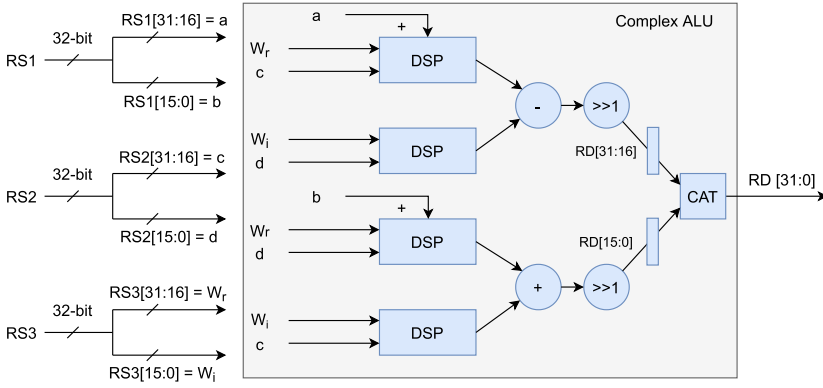 RS1
32-bit
RS1[31:16] = a
RS1[15:0] = b
RS2
32-bit
RS2[31:16] = c
RS2[15:0] = d
RS3
32-bit
RS3[31:16] = Wr
RS3[15:0] = Wi
Complex ALU
a
+
Wr
c
DSP
Wi
d
DSP
-
>>1
RD[31:16]
b
+
Wr
d
DSP
Wi
c
DSP
+
>>1
RD[15:0]
CAT
RD [31:0]